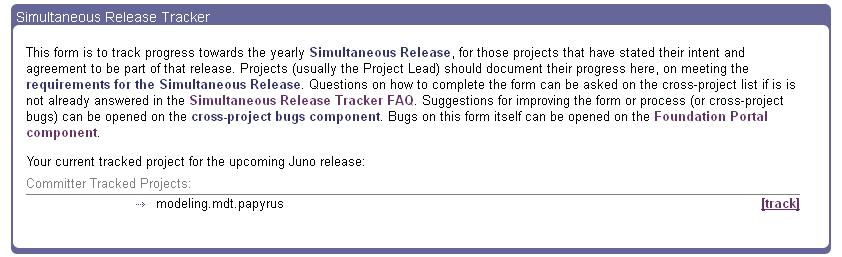 Simultaneous Release Tracker
This form is to track progress towards the yearly Simultaneous Release, for those projects that have stated their intent and
agreement to be part of that release. Projects (usually the Project Lead) should document their progress here, on meeting the
requirements for the Simultaneous Release. Questions on how to complete the form can be asked on the cross-project list if is is
not already answered in the Simultaneous Release Tracker FAQ. Suggestions for improving the form or process (or cross-project
bugs) can be opened on the cross-project bugs component. Bugs on this form itself can be opened on the Foundation Portal
component.
Your current tracked project for the upcoming Juno release:
Committer Tracked Projects:
modeling.mdt.papyrus [track]